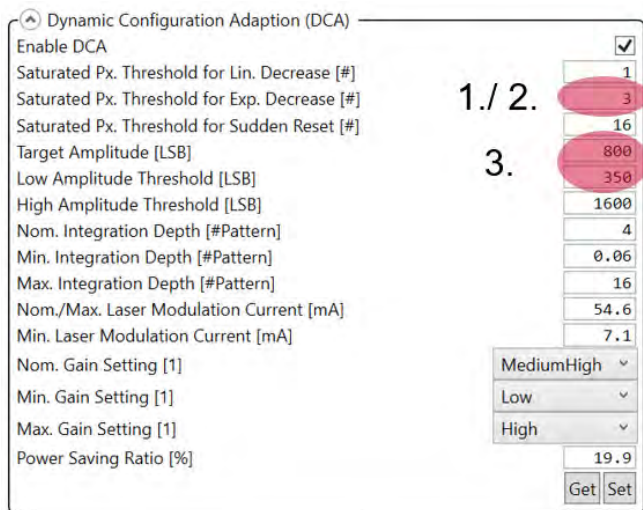 Dynamic Configuration Adaption (DCA)
Enable DCA
Saturated Px. Threshold for Lin. Decrease [#] 1
Saturated Px. Threshold for Exp. Decrease [#] 1./ 2. 3
Saturated Px. Threshold for Sudden Reset [#] 16
Target Amplitude [LSB] 800
3.
Low Amplitude Threshold [LSB] 350
High Amplitude Threshold [LSB] 1600
Nom. Integration Depth [#Pattern] 4
Min. Integration Depth [#Pattern] 0.06
Max. Integration Depth [#Pattern] 16
Nom./Max. Laser Modulation Current [mA] 54.6
Min. Laser Modulation Current [mA] 7.1
Nom. Gain Setting [1] MediumHigh
Min. Gain Setting [1] Low
Max. Gain Setting [1] High
Power Saving Ratio [%] 19.9
Get Set